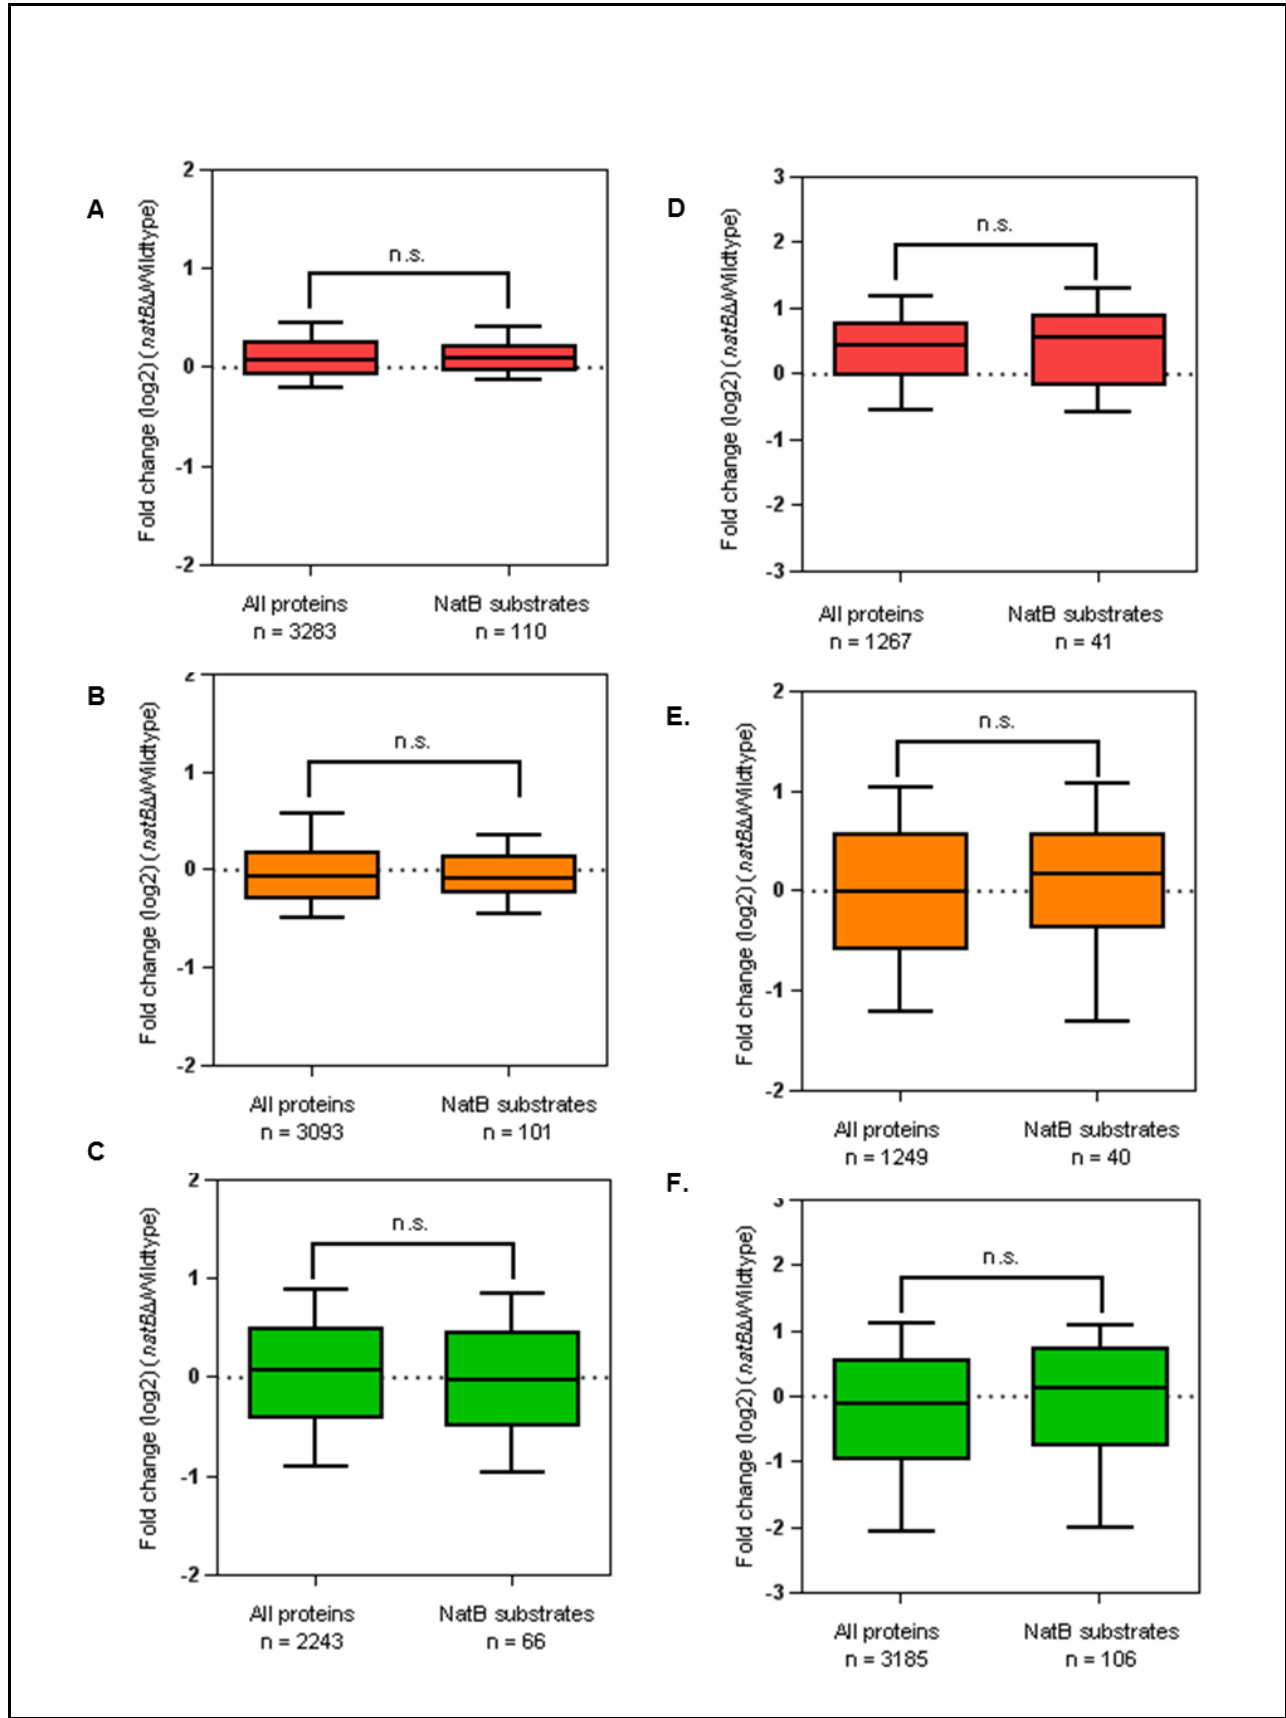 A
Fold change (log2) (natBΔ/Wildtype)
2
1
0
-1
-2
n.s.
All proteins
n = 3283
NatB substrates
n = 110
B
Fold change (log2) (natBΔ/Wildtype)
2
1
0
-1
-2
n.s.
All proteins
n = 3093
NatB substrates
n = 101
C
Fold change (log2) (natBΔ/Wildtype)
2
1
0
-1
-2
n.s.
All proteins
n = 2243
NatB substrates
n = 66
D
Fold change (log2) (natBΔ/Wildtype)
3
2
1
0
-1
-2
-3
n.s.
All proteins
n = 1267
NatB substrates
n = 41
E.
Fold change (log2) (natBΔ/Wildtype)
2
1
0
-1
-2
n.s.
All proteins
n = 1249
NatB substrates
n = 40
F.
Fold change (log2) (natBΔ/Wildtype)
3
2
1
0
-1
-2
-3
n.s.
All proteins
n = 3185
NatB substrates
n = 106